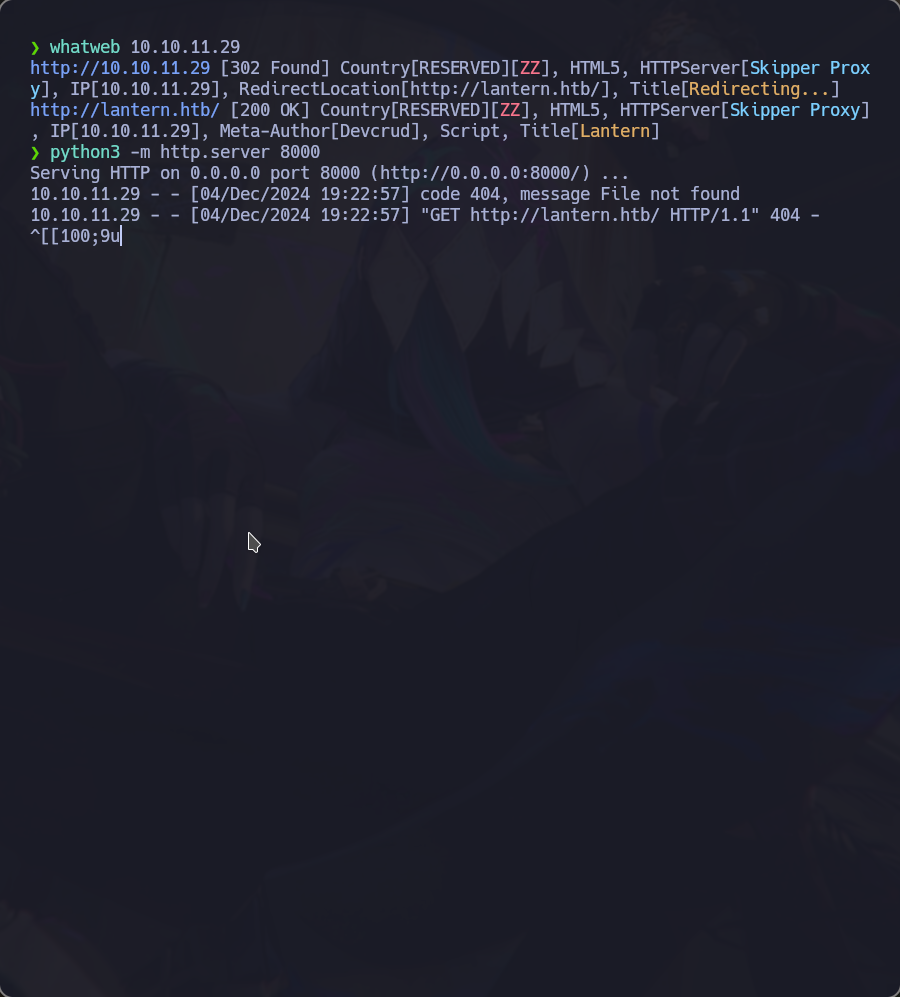 ❯ whatweb 10.10.11.29
http://10.10.11.29 [302 Found] Country[RESERVED][ZZ], HTML5, HTTPServer[Skipper Prox
y], IP[10.10.11.29], RedirectLocation[http://lantern.htb/], Title[Redirecting...]
http://lantern.htb/ [200 OK] Country[RESERVED][ZZ], HTML5, HTTPServer[Skipper Proxy]
, IP[10.10.11.29], Meta-Author[Devcrud], Script, Title[Lantern]
❯ python3 -m http.server 8000
Serving HTTP on 0.0.0.0 port 8000 (http://0.0.0.0:8000/) ...
10.10.11.29 - - [04/Dec/2024 19:22:57] code 404, message File not found
10.10.11.29 - - [04/Dec/2024 19:22:57] "GET http://lantern.htb/ HTTP/1.1" 404 -
^[[100;9u